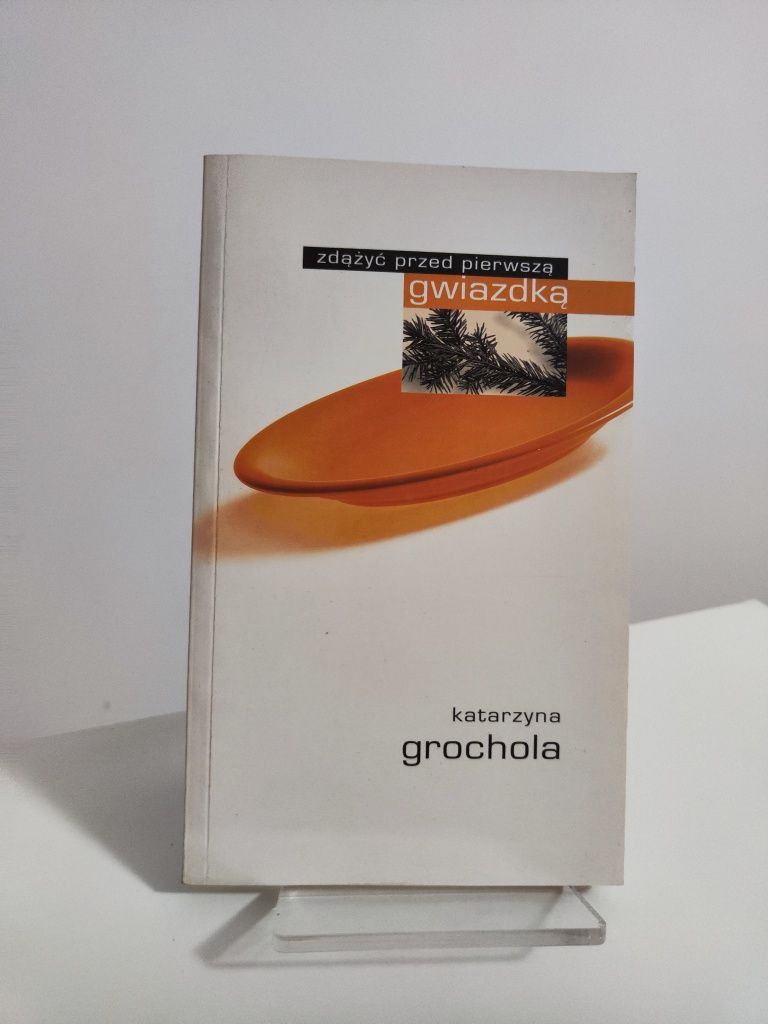 zdążyć przed pierwszą
gwiazdką
katarzyna
grochola